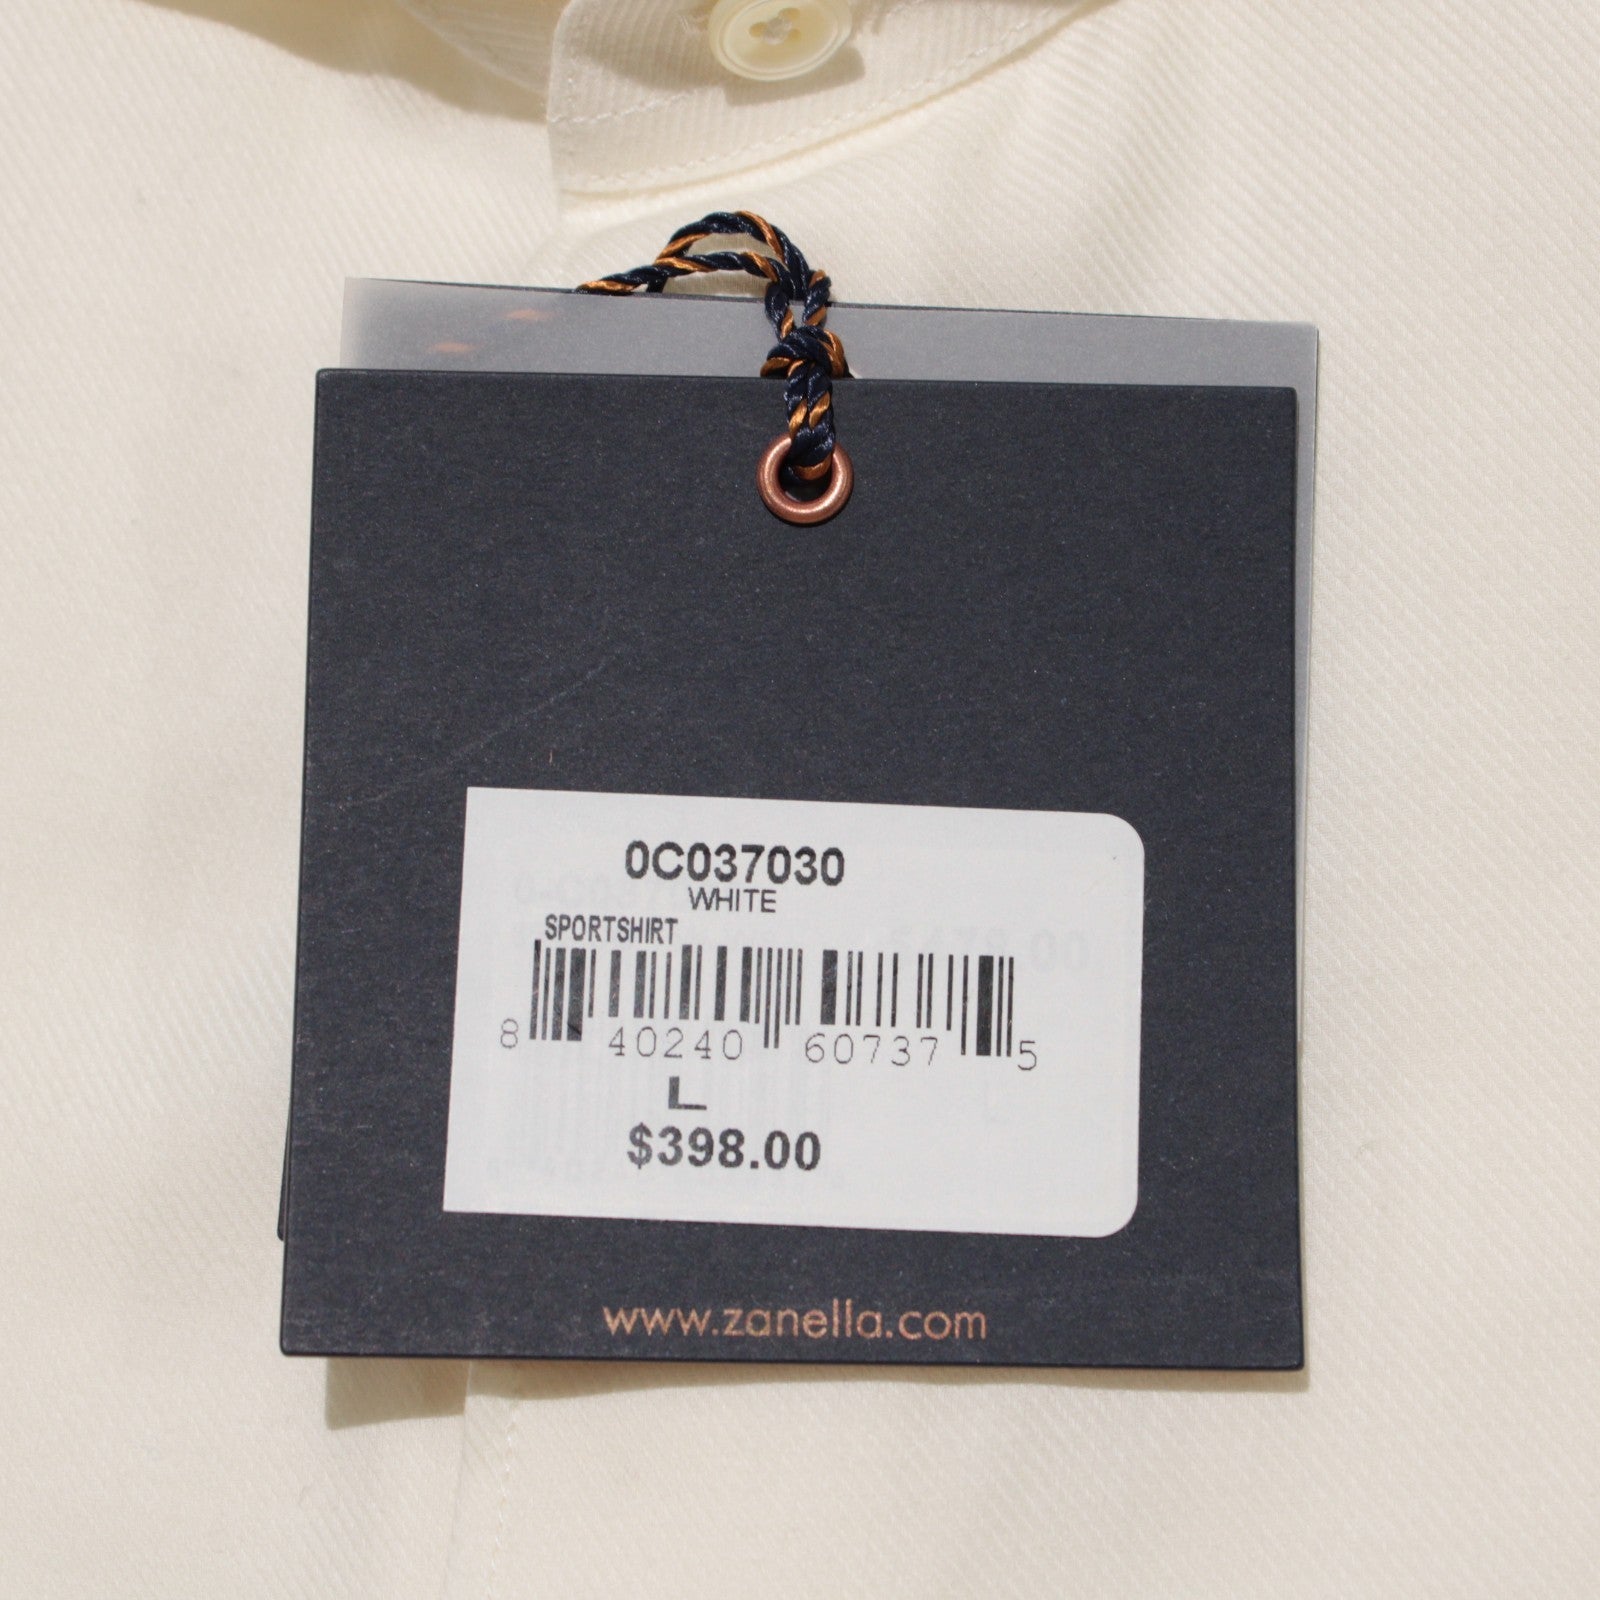 0C037030
WHITE
SPORTSHIRT
8 40240 60737 5
L
$398.00
www.zanella.com